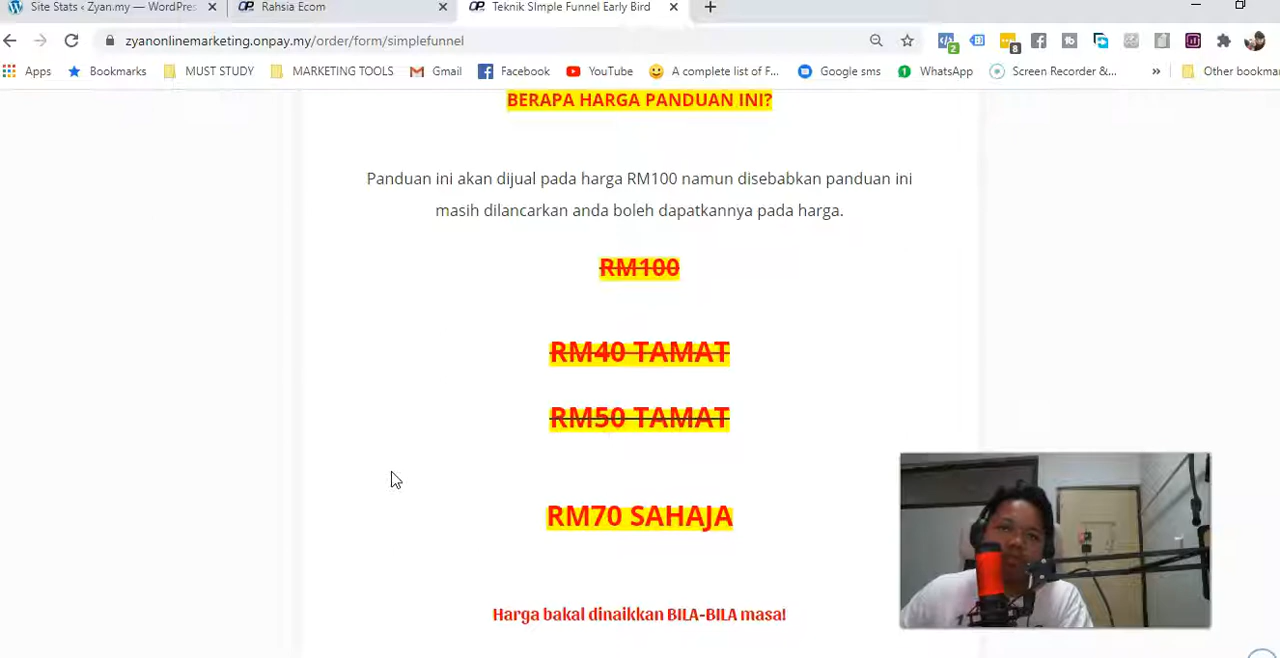 Site Stats ‹ Zyan.my — WordPres
Rahsia Ecom
Teknik SImple Funnel Early Bird
zyanonlinemarketing.onpay.my/order/form/simplefunnel
Apps
Bookmarks
MUST STUDY
MARKETING TOOLS
Gmail
Facebook
YouTube
A complete list of F...
Google sms
WhatsApp
Screen Recorder &...
»
Other bookma
BERAPA HARGA PANDUAN INI?
Panduan ini akan dijual pada harga RM100 namun disebabkan panduan ini
masih dilancarkan anda boleh dapatkannya pada harga.
RM100
RM40 TAMAT
RM50 TAMAT
RM70 SAHAJA
Harga bakal dinaikkan BILA-BILA masa!